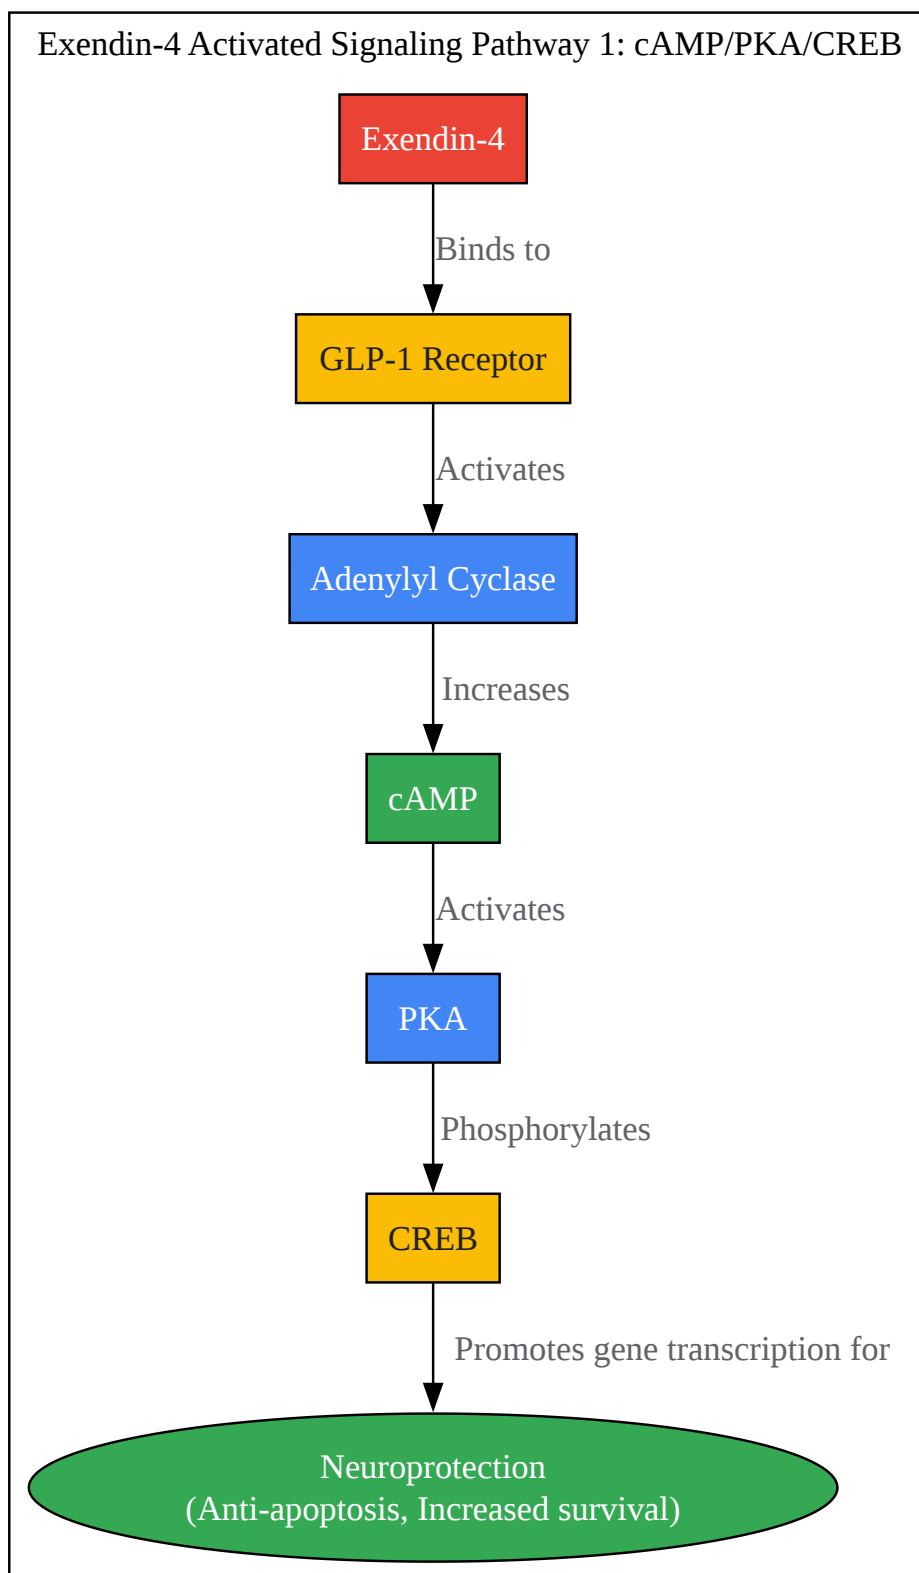 Exendin-4 Activated Signaling Pathway 1: cAMP/PKA/CREB
Exendin-4
Binds to
GLP-1 Receptor
Activates
Adenylyl Cyclase
Increases
cAMP
Activates
PKA
Phosphorylates
CREB
Promotes gene transcription for
Neuroprotection
(Anti-apoptosis, Increased survival)